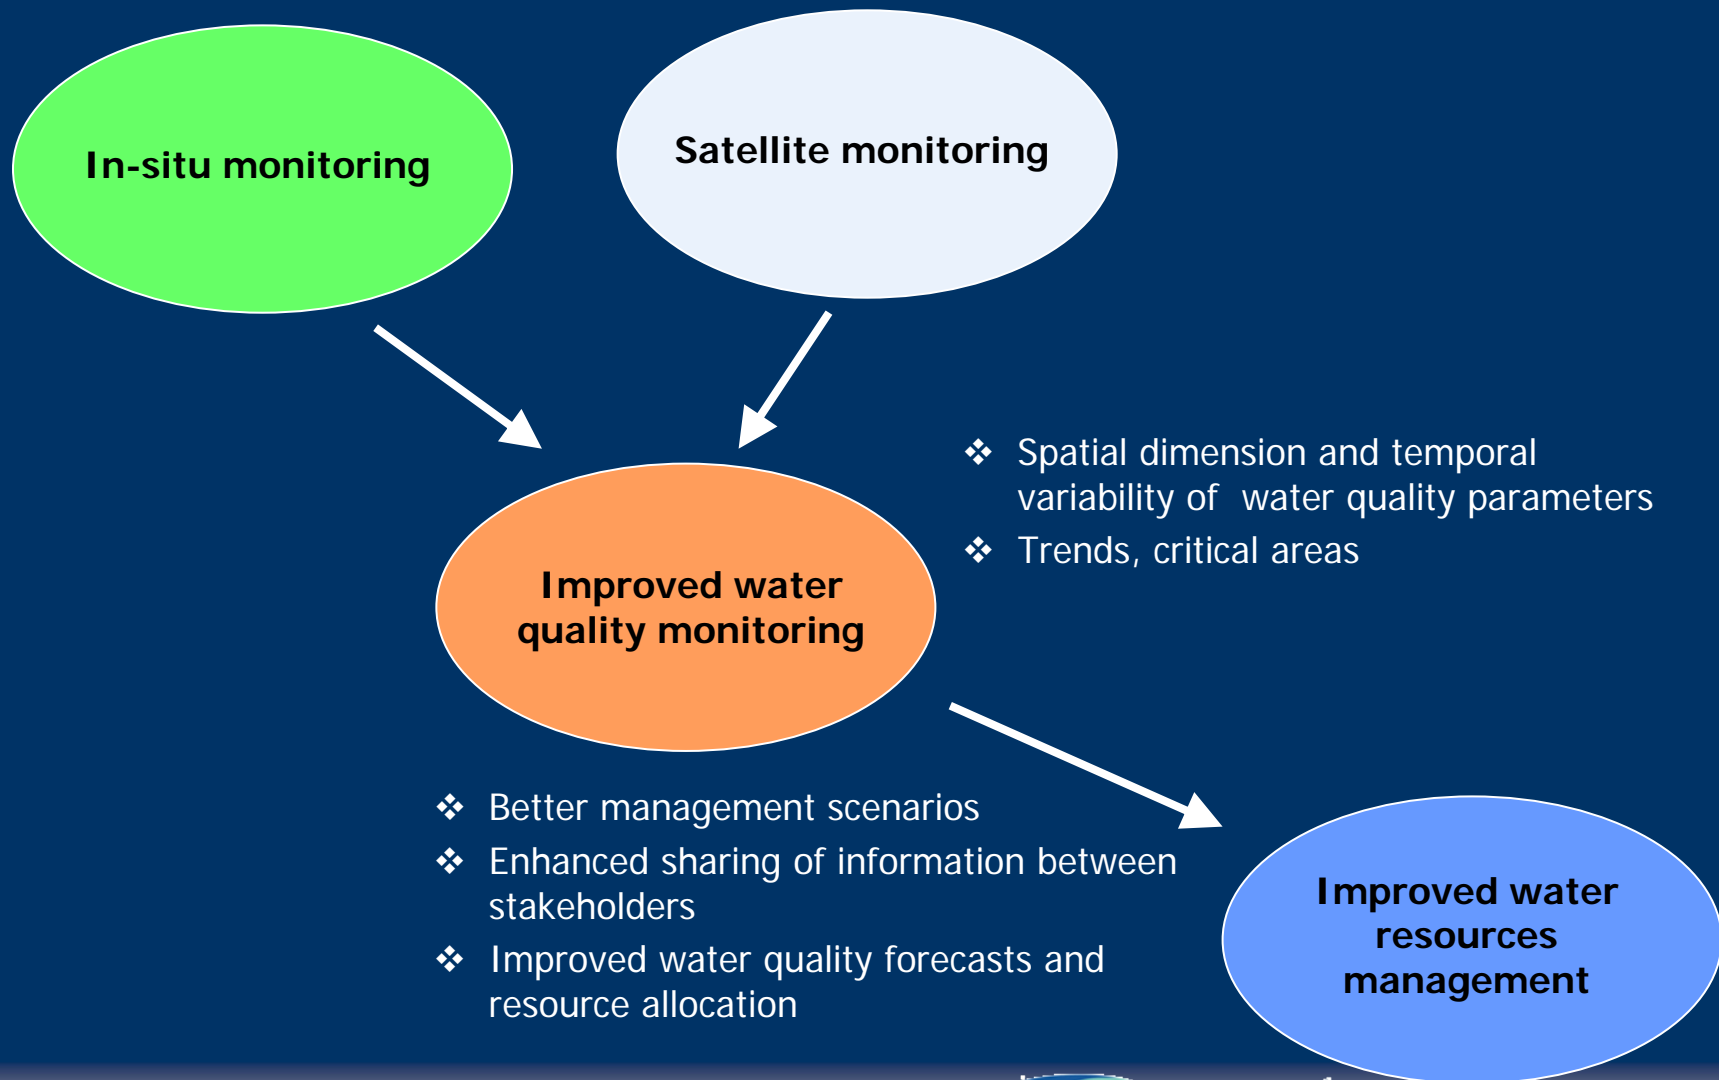 In-situ monitoring
Satellite monitoring
❖ Spatial dimension and temporal
variability of  water quality parameters
❖ Trends, critical areas
Improved water
quality monitoring
❖ Better management scenarios
❖ Enhanced sharing of information between
stakeholders
❖ Improved water quality forecasts and
resource allocation
Improved water
resources
management